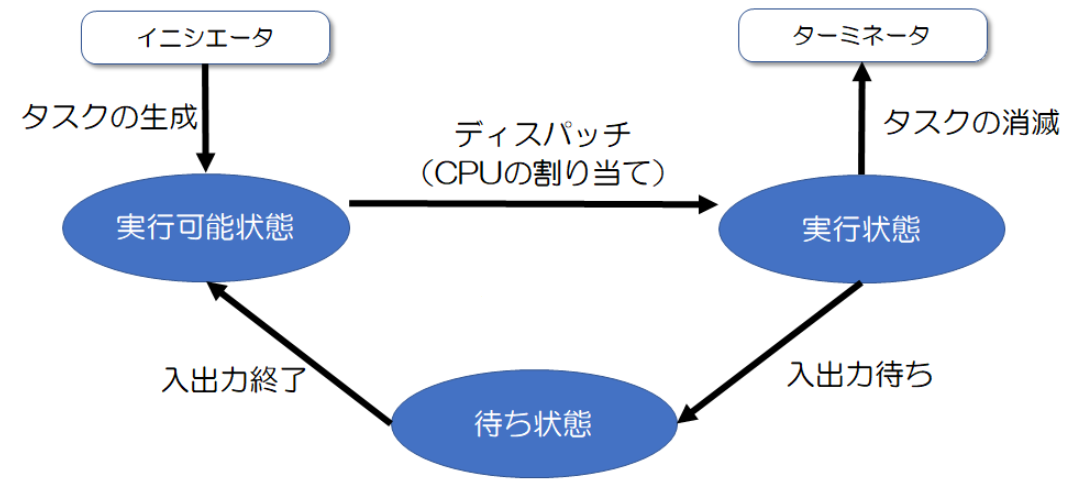 イニシエータ
ターミネータ
タスクの生成
タスクの消滅
ディスパッチ
（CPUの割り当て）
実行可能状態
実行状態
入出力終了
入出力待ち
待ち状態